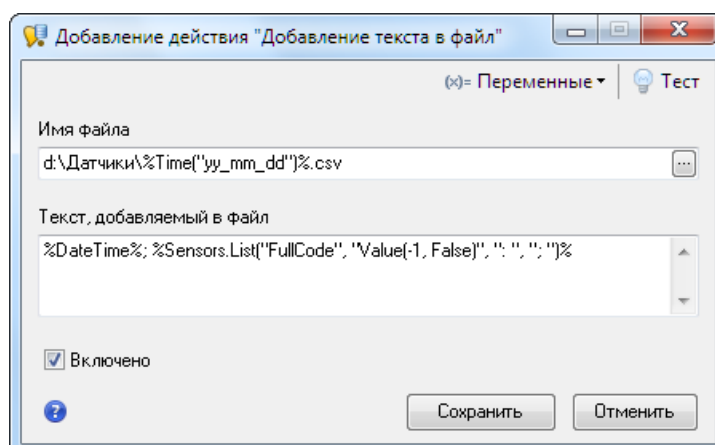 Добавление действия "Добавление текста в файл"
(x)= Переменные Тест
Имя файла
d:\Датчики\%Time("yy_mm_dd")%.csv
...
Текст, добавляемый в файл
%DateTime%; %Sensors.List("FullCode", "Value(-1, False)", ": ", "; ")%
Включено
? Сохранить Отменить